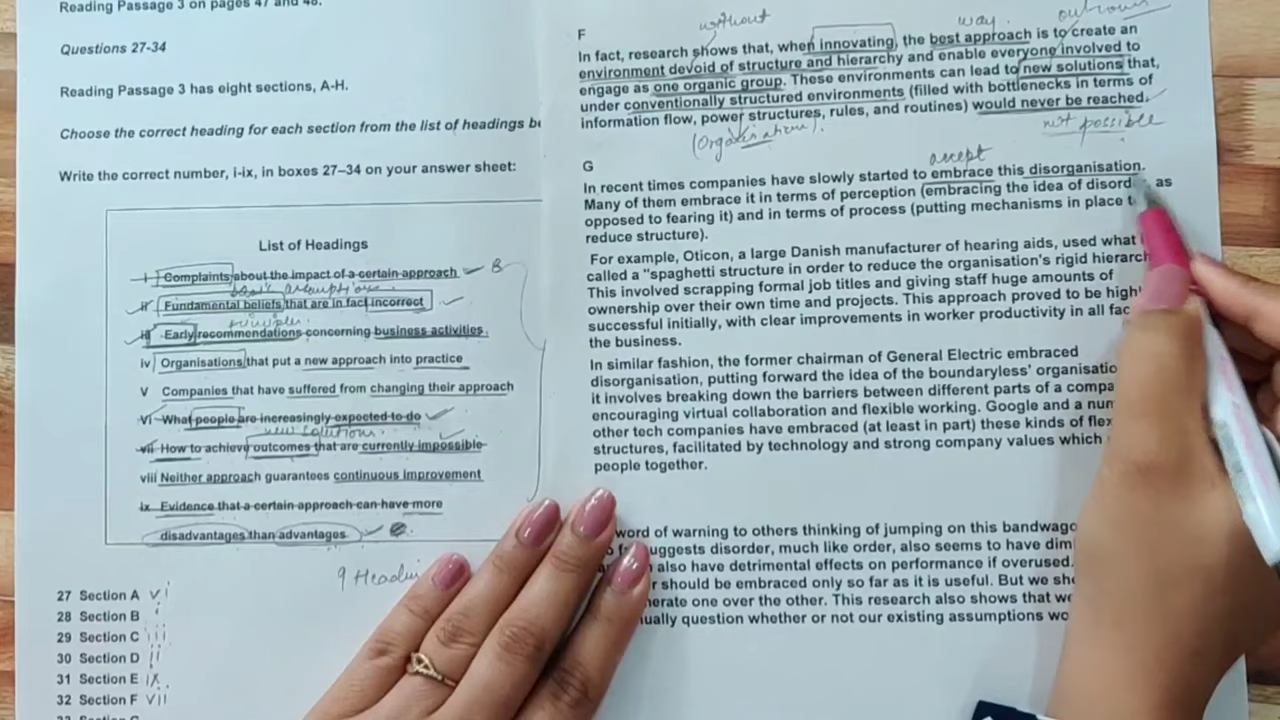 Reading Passage 3 on pages 47 and 48.
Questions 27-34
Reading Passage 3 has eight sections, A-H.
Choose the correct heading for each section from the list of headings be
Write the correct number, i-ix, in boxes 27–34 on your answer sheet:
List of Headings
i Complaints about the impact of a certain approach B
basic assumptions
ii Fundamental beliefs that are in fact incorrect
principles
iii Early recommendations concerning business activities
iv Organisations that put a new approach into practice
V Companies that have suffered from changing their approach
Vi What people are increasingly expected to do
new solutions
vii How to achieve outcomes that are currently impossible
viii Neither approach guarantees continuous improvement
ix Evidence that a certain approach can have more
disadvantages than advantages
9 Headin
27 Section A vi
28 Section B i
29 Section C iii
30 Section D ii
31 Section E ix
32 Section F vii
33 Section G
without way outcomes
F
In fact, research shows that, when innovating, the best approach is to create an
environment devoid of structure and hierarchy and enable everyone involved to
engage as one organic group. These environments can lead to new solutions that,
under conventionally structured environments (filled with bottlenecks in terms of
information flow, power structures, rules, and routines) would never be reached.
(Organisation). not possible
accept
G
In recent times companies have slowly started to embrace this disorganisation.
Many of them embrace it in terms of perception (embracing the idea of disord as
opposed to fearing it) and in terms of process (putting mechanisms in place t
reduce structure).
For example, Oticon, a large Danish manufacturer of hearing aids, used what
called a "spaghetti structure in order to reduce the organisation's rigid hierarch
This involved scrapping formal job titles and giving staff huge amounts of
ownership over their own time and projects. This approach proved to be high
successful initially, with clear improvements in worker productivity in all fac
the business.
In similar fashion, the former chairman of General Electric embraced
disorganisation, putting forward the idea of the boundaryless' organisatio
it involves breaking down the barriers between different parts of a compa
encouraging virtual collaboration and flexible working. Google and a num
other tech companies have embraced (at least in part) these kinds of flex
structures, facilitated by technology and strong company values which
people together.
word of warning to others thinking of jumping on this bandwago
suggests disorder, much like order, also seems to have dim
also have detrimental effects on performance if overused.
r should be embraced only so far as it is useful. But we sh
nerate one over the other. This research also shows that we
ually question whether or not our existing assumptions wo